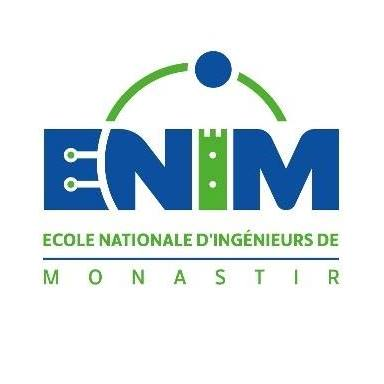 ENIM
ECOLE NATIONALE D'INGÉNIEURS DE
MONASTIR